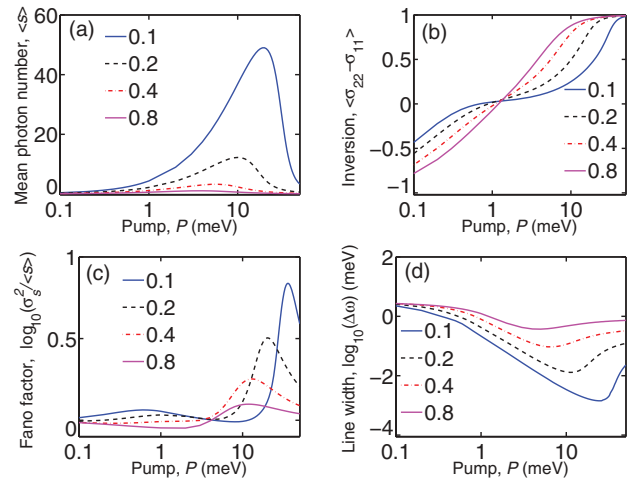 (a)
Mean photon number, <s>
60
40
20
0
0.1
0.2
0.4
0.8
0.1 1 10
Pump, P (meV)
(b)
Inversion, <σ22−σ11>
1
0.5
0
−0.5
−1
0.1
0.2
0.4
0.8
0.1 1 10
Pump, P (meV)
(c)
Fano factor, log10(σs2/<s>)
1
0.5
0
0.1
0.2
0.4
0.8
0.1 1 10
Pump, P (meV)
(d)
Line width, log10(Δω) (meV)
2
0
−2
−4
0.1
0.2
0.4
0.8
0.1 1 10
Pump, P (meV)